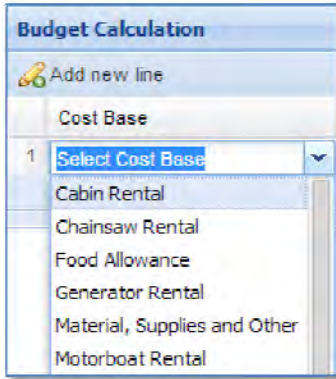 Budget Calculation
Add new line
Cost Base
1 Select Cost Base
Cabin Rental
Chainsaw Rental
Food Allowance
Generator Rental
Material, Supplies and Other
Motorboat Rental